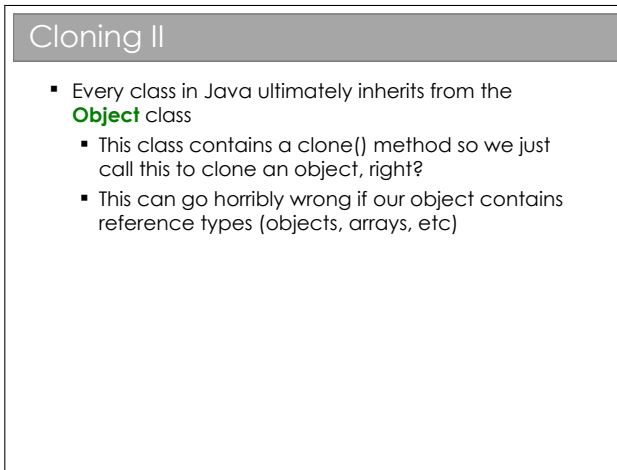 Cloning II
▪ Every class in Java ultimately inherits from the
Object class
▪ This class contains a clone() method so we just
call this to clone an object, right?
▪ This can go horribly wrong if our object contains
reference types (objects, arrays, etc)